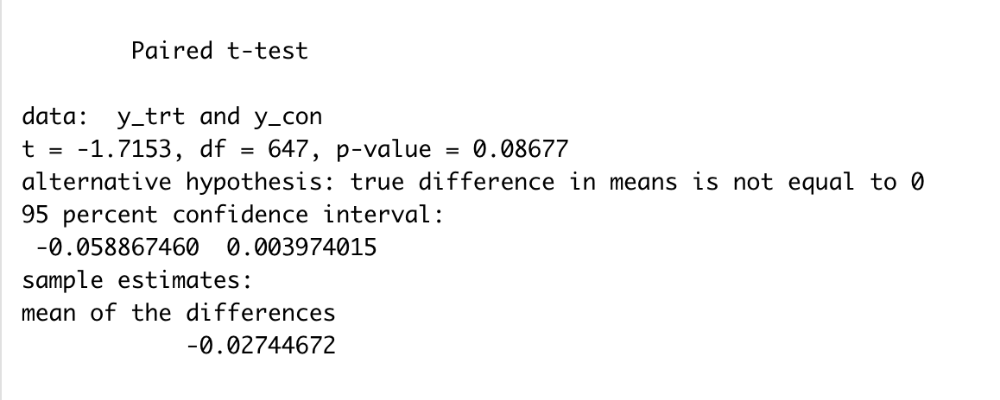 Paired t-test
data: y_trt and y_con
t = -1.7153, df = 647, p-value = 0.08677
alternative hypothesis: true difference in means is not equal to 0
95 percent confidence interval:
-0.058867460 0.003974015
sample estimates:
mean of the differences
-0.02744672